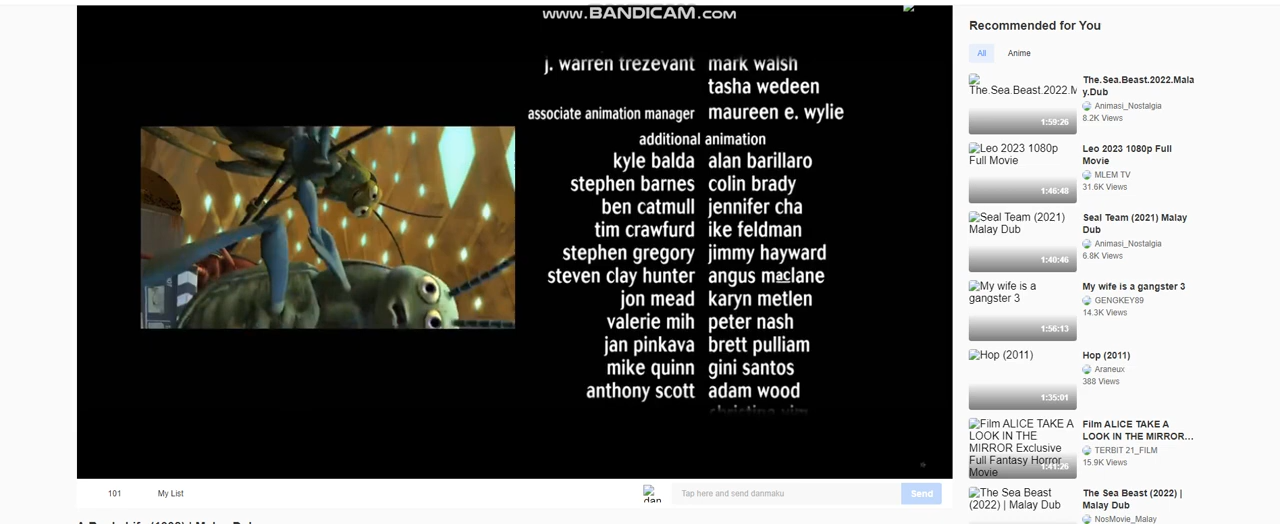 www.BANDICAM.com
j. warren trezevant mark walsh
tasha wedeen
associate animation manager maureen e. wylie
additional animation
kyle balda alan barillaro
stephen barnes colin brady
ben catmull jennifer cha
tim crawfurd ike feldman
stephen gregory jimmy hayward
steven clay hunter angus maclane
jon mead karyn metlen
valerie mih peter nash
jan pinkava brett pulliam
mike quinn gini santos
anthony scott adam wood
101 My List
dan
Tap here and send danmaku
Send
Recommended for You
All Anime
The.Sea.Beast.2022.M
1:59:26
The.Sea.Beast.2022.Mala
y.Dub
Animasi_Nostalgia
8.2K Views
Leo 2023 1080p Full
Movie
1:46:48
Leo 2023 1080p Full
Movie
MLEM TV
31.6K Views
Seal Team (2021)
Malay Dub
1:40:46
Seal Team (2021) Malay
Dub
Animasi_Nostalgia
6.8K Views
My wife is a
gangster 3
1:56:13
My wife is a gangster 3
GENGKEY89
14.3K Views
Hop (2011)
1:35:01
Hop (2011)
Araneux
388 Views
Film ALICE TAKE A
LOOK IN THE
MIRROR Exclusive
Full Fantasy Horror
Movie
1:41:26
Film ALICE TAKE A
LOOK IN THE MIRROR...
TERBIT 21_FILM
15.9K Views
The Sea Beast
(2022) | Malay Dub
The Sea Beast (2022) |
Malay Dub
NosMovie_Malay